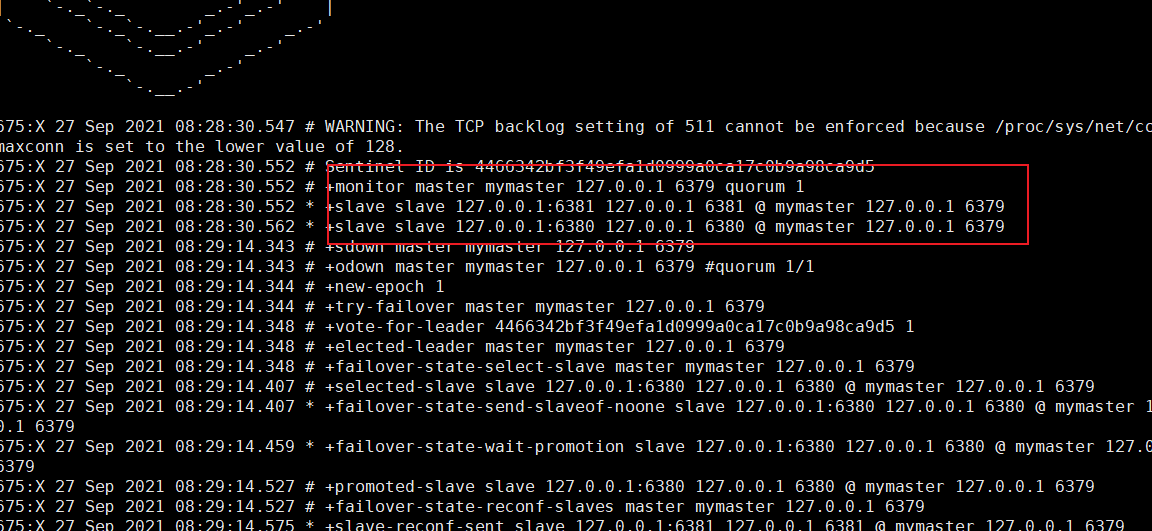 675:X 27 Sep 2021 08:28:30.547 # WARNING: The TCP backlog setting of 511 cannot be enforced because /proc/sys/net/co
maxconn is set to the lower value of 128.
675:X 27 Sep 2021 08:28:30.552 # Sentinel ID is 4466342bf3f49efa1d0999a0ca17c0b9a98ca9d5
675:X 27 Sep 2021 08:28:30.552 # +monitor master mymaster 127.0.0.1 6379 quorum 1
675:X 27 Sep 2021 08:28:30.552 * +slave slave 127.0.0.1:6381 127.0.0.1 6381 @ mymaster 127.0.0.1 6379
675:X 27 Sep 2021 08:28:30.562 * +slave slave 127.0.0.1:6380 127.0.0.1 6380 @ mymaster 127.0.0.1 6379
675:X 27 Sep 2021 08:29:14.343 # +sdown master mymaster 127.0.0.1 6379
675:X 27 Sep 2021 08:29:14.343 # +odown master mymaster 127.0.0.1 6379 #quorum 1/1
675:X 27 Sep 2021 08:29:14.344 # +new-epoch 1
675:X 27 Sep 2021 08:29:14.344 # +try-failover master mymaster 127.0.0.1 6379
675:X 27 Sep 2021 08:29:14.348 # +vote-for-leader 4466342bf3f49efa1d0999a0ca17c0b9a98ca9d5 1
675:X 27 Sep 2021 08:29:14.348 # +elected-leader master mymaster 127.0.0.1 6379
675:X 27 Sep 2021 08:29:14.348 # +failover-state-select-slave master mymaster 127.0.0.1 6379
675:X 27 Sep 2021 08:29:14.407 # +selected-slave slave 127.0.0.1:6380 127.0.0.1 6380 @ mymaster 127.0.0.1 6379
675:X 27 Sep 2021 08:29:14.407 * +failover-state-send-slaveof-noone slave 127.0.0.1:6380 127.0.0.1 6380 @ mymaster 1
0.1 6379
675:X 27 Sep 2021 08:29:14.459 * +failover-state-wait-promotion slave 127.0.0.1:6380 127.0.0.1 6380 @ mymaster 127.0
6379
675:X 27 Sep 2021 08:29:14.527 # +promoted-slave slave 127.0.0.1:6380 127.0.0.1 6380 @ mymaster 127.0.0.1 6379
675:X 27 Sep 2021 08:29:14.527 # +failover-state-reconf-slaves master mymaster 127.0.0.1 6379
675:X 27 Sep 2021 08:29:14.575 * +slave-reconf-sent slave 127.0.0.1:6381 127.0.0.1 6381 @ mymaster 127.0.0.1 6379